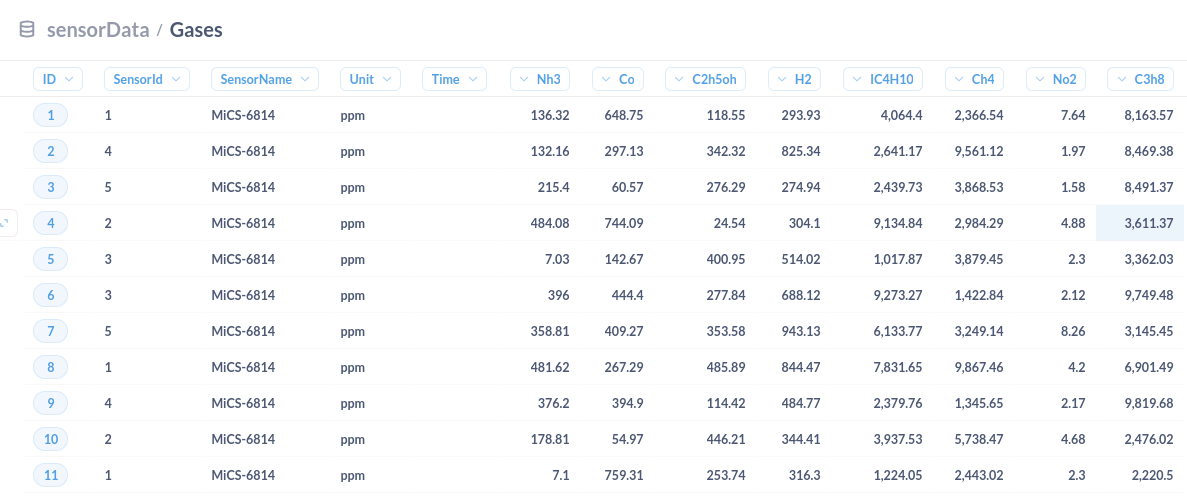 sensorData / Gases
ID SensorId SensorName Unit Time Nh3 Co C2h5oh H2 IC4H10 Ch4 No2 C3h8
1 1 MiCS-6814 ppm 136.32 648.75 118.55 293.93 4,064.4 2,366.54 7.64 8,163.57
2 4 MiCS-6814 ppm 132.16 297.13 342.32 825.34 2,641.17 9,561.12 1.97 8,469.38
3 5 MiCS-6814 ppm 215.4 60.57 276.29 274.94 2,439.73 3,868.53 1.58 8,491.37
4 2 MiCS-6814 ppm 484.08 744.09 24.54 304.1 9,134.84 2,984.29 4.88 3,611.37
5 3 MiCS-6814 ppm 7.03 142.67 400.95 514.02 1,017.87 3,879.45 2.3 3,362.03
6 3 MiCS-6814 ppm 396 444.4 277.84 688.12 9,273.27 1,422.84 2.12 9,749.48
7 5 MiCS-6814 ppm 358.81 409.27 353.58 943.13 6,133.77 3,249.14 8.26 3,145.45
8 1 MiCS-6814 ppm 481.62 267.29 485.89 844.47 7,831.65 9,867.46 4.2 6,901.49
9 4 MiCS-6814 ppm 376.2 394.9 114.42 484.77 2,379.76 1,345.65 2.17 9,819.68
10 2 MiCS-6814 ppm 178.81 54.97 446.21 344.41 3,937.53 5,738.47 4.68 2,476.02
11 1 MiCS-6814 ppm 7.1 759.31 253.74 316.3 1,224.05 2,443.02 2.3 2,220.5